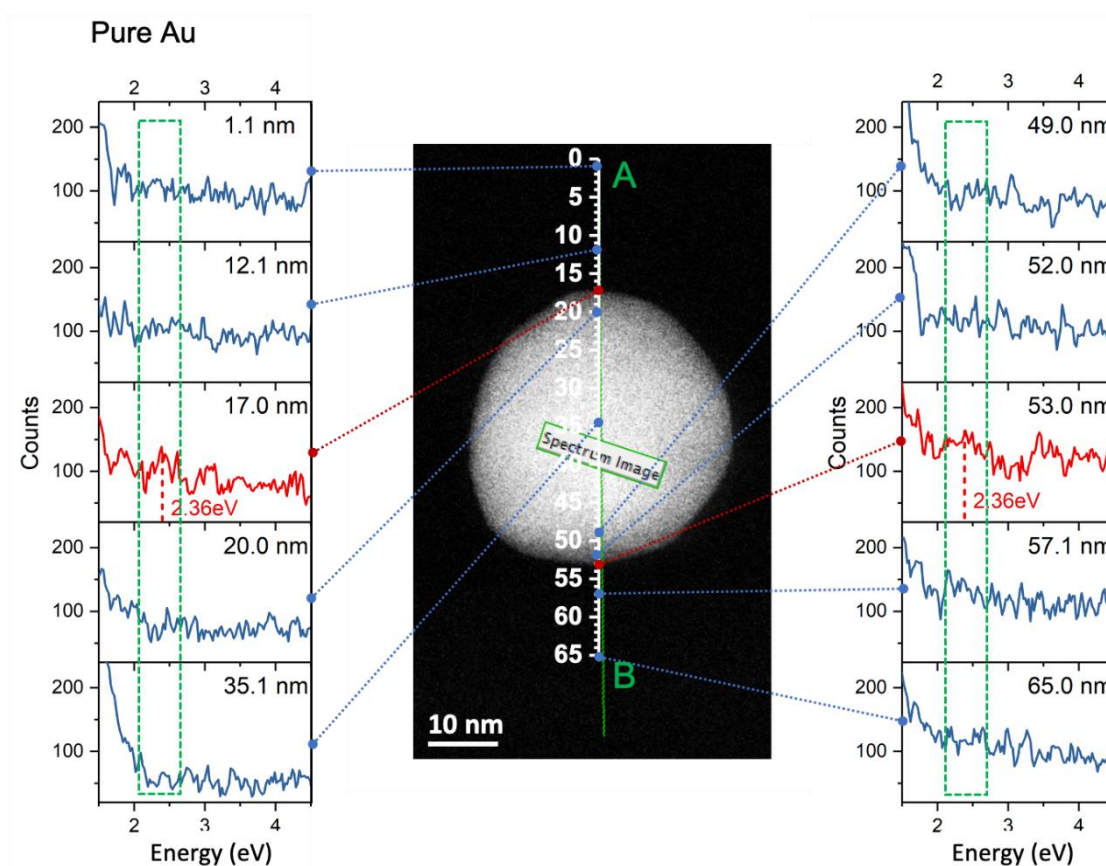 Pure Au
2 3 4
200
100
1.1 nm
200
100
12.1 nm
Counts
200
100
17.0 nm
2.36eV
200
100
20.0 nm
200
100
35.1 nm
2 3 4
Energy (eV)
0
A
5
10
15
20
25
30
Spectrum Image
45
50
55
60
65
B
10 nm
2 3 4
200
100
49.0 nm
200
100
52.0 nm
Counts
200
100
53.0 nm
2.36eV
200
100
57.1 nm
200
100
65.0 nm
2 3 4
Energy (eV)